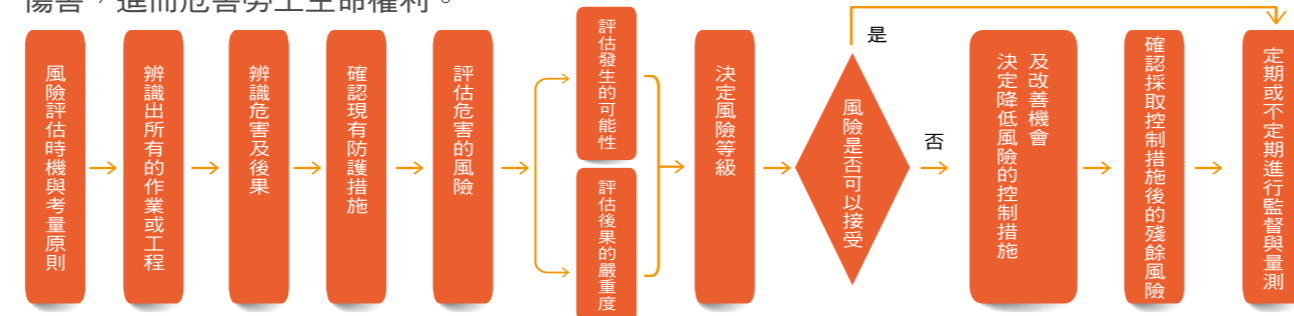 傷害，進而危害勞工生命權利。
風險評估時機與考量原則
辨識出所有的作業或工程
辨識危害及後果
確認現有防護措施
評估危害的風險
評估發生的可能性
評估後果的嚴重度
決定風險等級
風險是否可以接受
是
否
決定降低風險的控制措施
及改善機會
確認採取控制措施後的殘餘風險
定期或不定期進行監督與量測